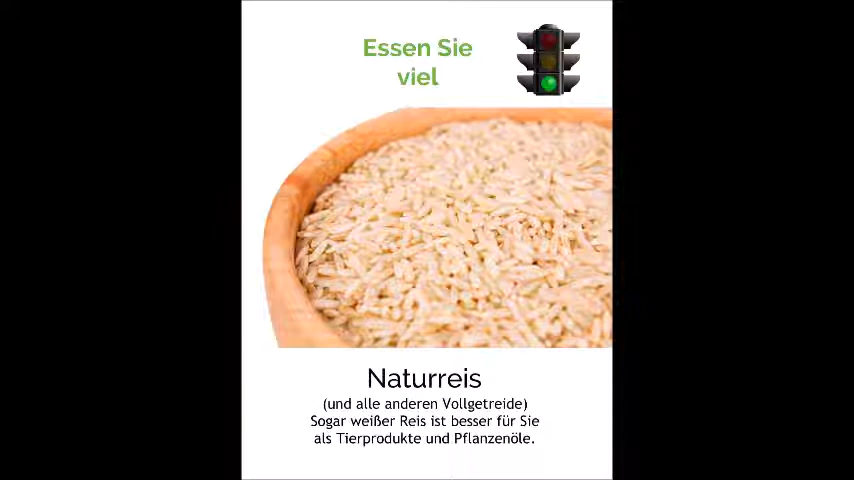 Essen Sie
viel
Naturreis
(und alle anderen Vollgetreide)
Sogar weißer Reis ist besser für Sie
als Tierprodukte und Pflanzenöle.